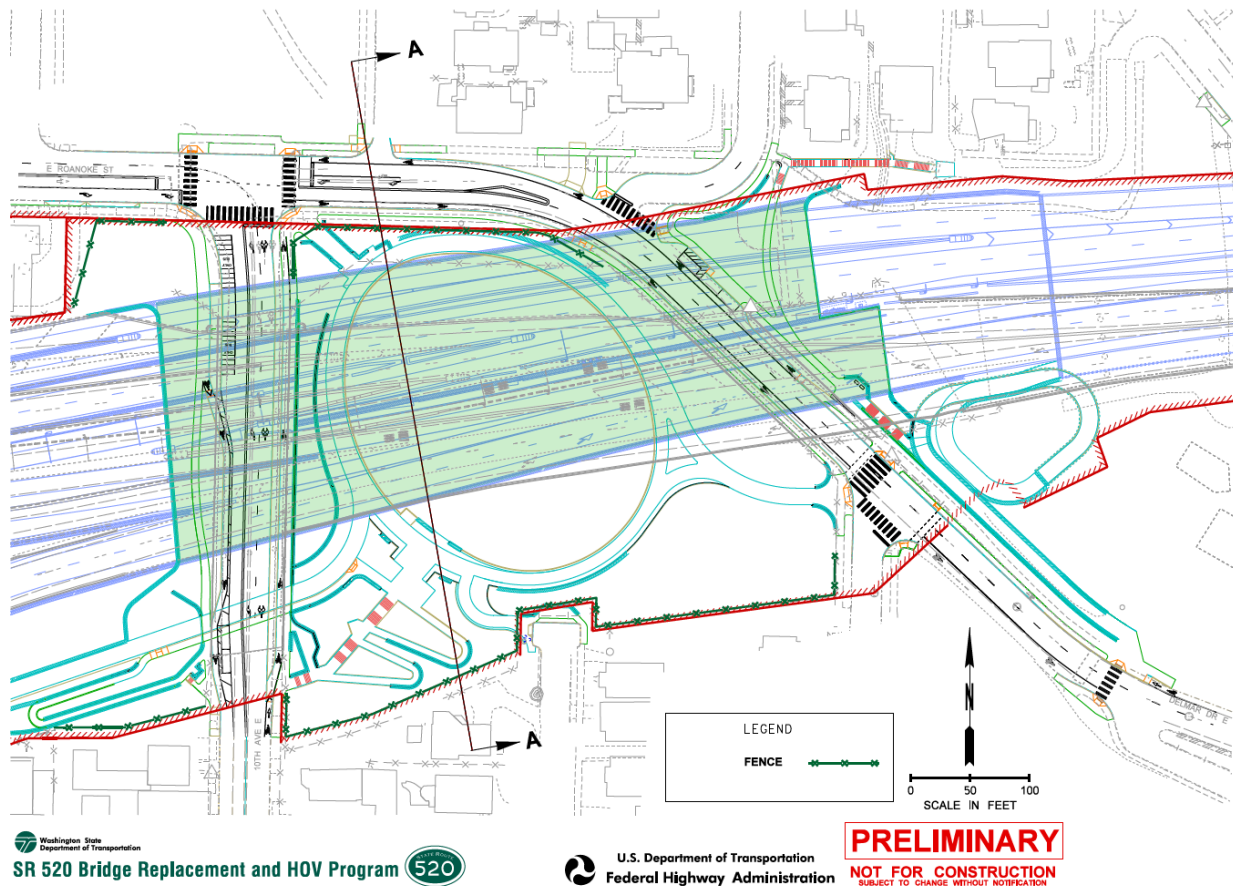 A
E ROANOKE ST
A
10TH AVE E
DELMAR DR E
N
LEGEND
FENCE
0 50 100
SCALE IN FEET
Washington State
Department of Transportation
SR 520 Bridge Replacement and HOV Program
STATE ROUTE
520
U.S. Department of Transportation
Federal Highway Administration
PRELIMINARY
NOT FOR CONSTRUCTION
SUBJECT TO CHANGE WITHOUT NOTIFICATION